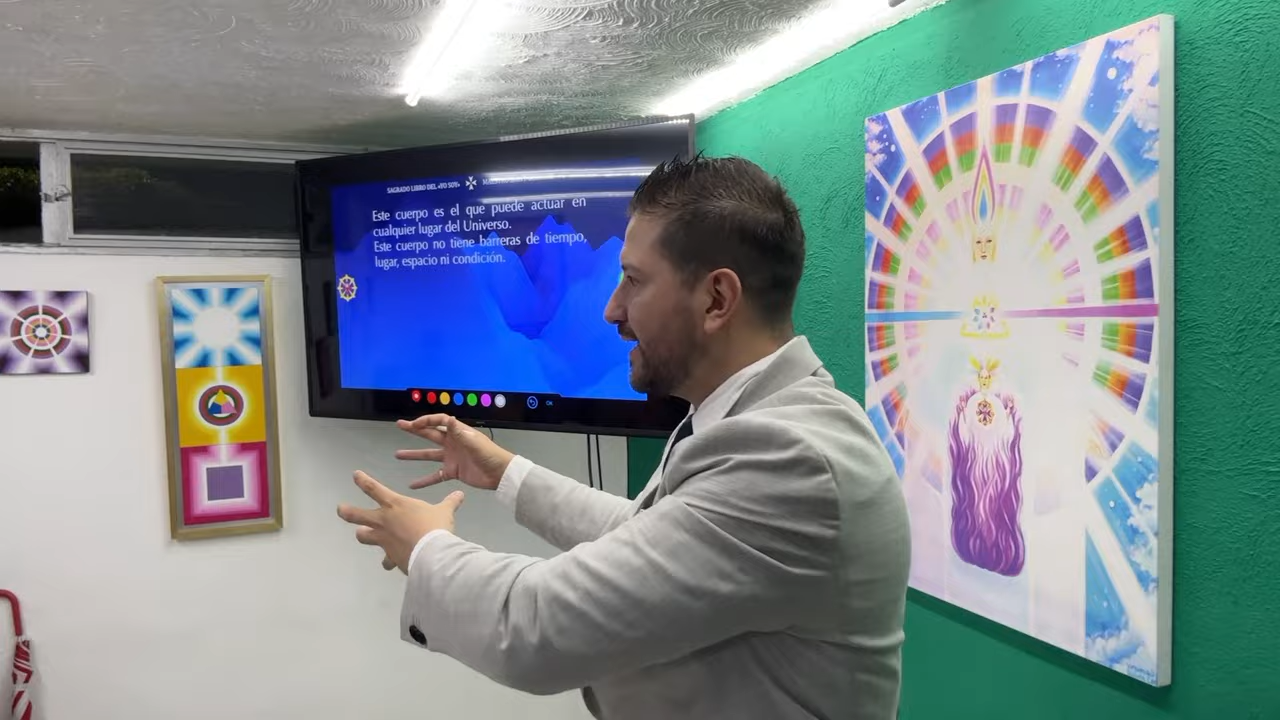 SAGRADO LIBRO DEL «YO SOY»
Este cuerpo es el que puede actuar en
cualquier lugar del Universo.
Este cuerpo no tiene barreras de tiempo,
lugar, espacio ni condición.
OK